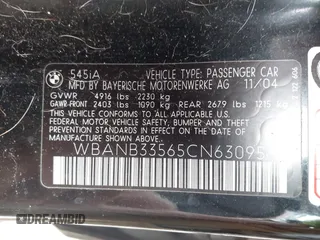 545iA VEHICLE TYPE: PASSENGER CAR
MFD BY BAYERISCHE MOTORENWERKE AG 11/04
GVWR 4916 lbs 2230 kg
GAWR-FRONT 2403 lbs 1090 kg REAR 2679 lbs 1215 kg
THIS VEHICLE CONFORMS TO ALL APPLICABLE FEDERAL
MOTOR VEHICLE SAFETY, BUMPER AND THEFT PREVENTION
STANDARDS IN EFFECT ON THE DATE OF MANUFACTURE
SHOWN ABOVE
WBANB33565CN63095
DREAMBID